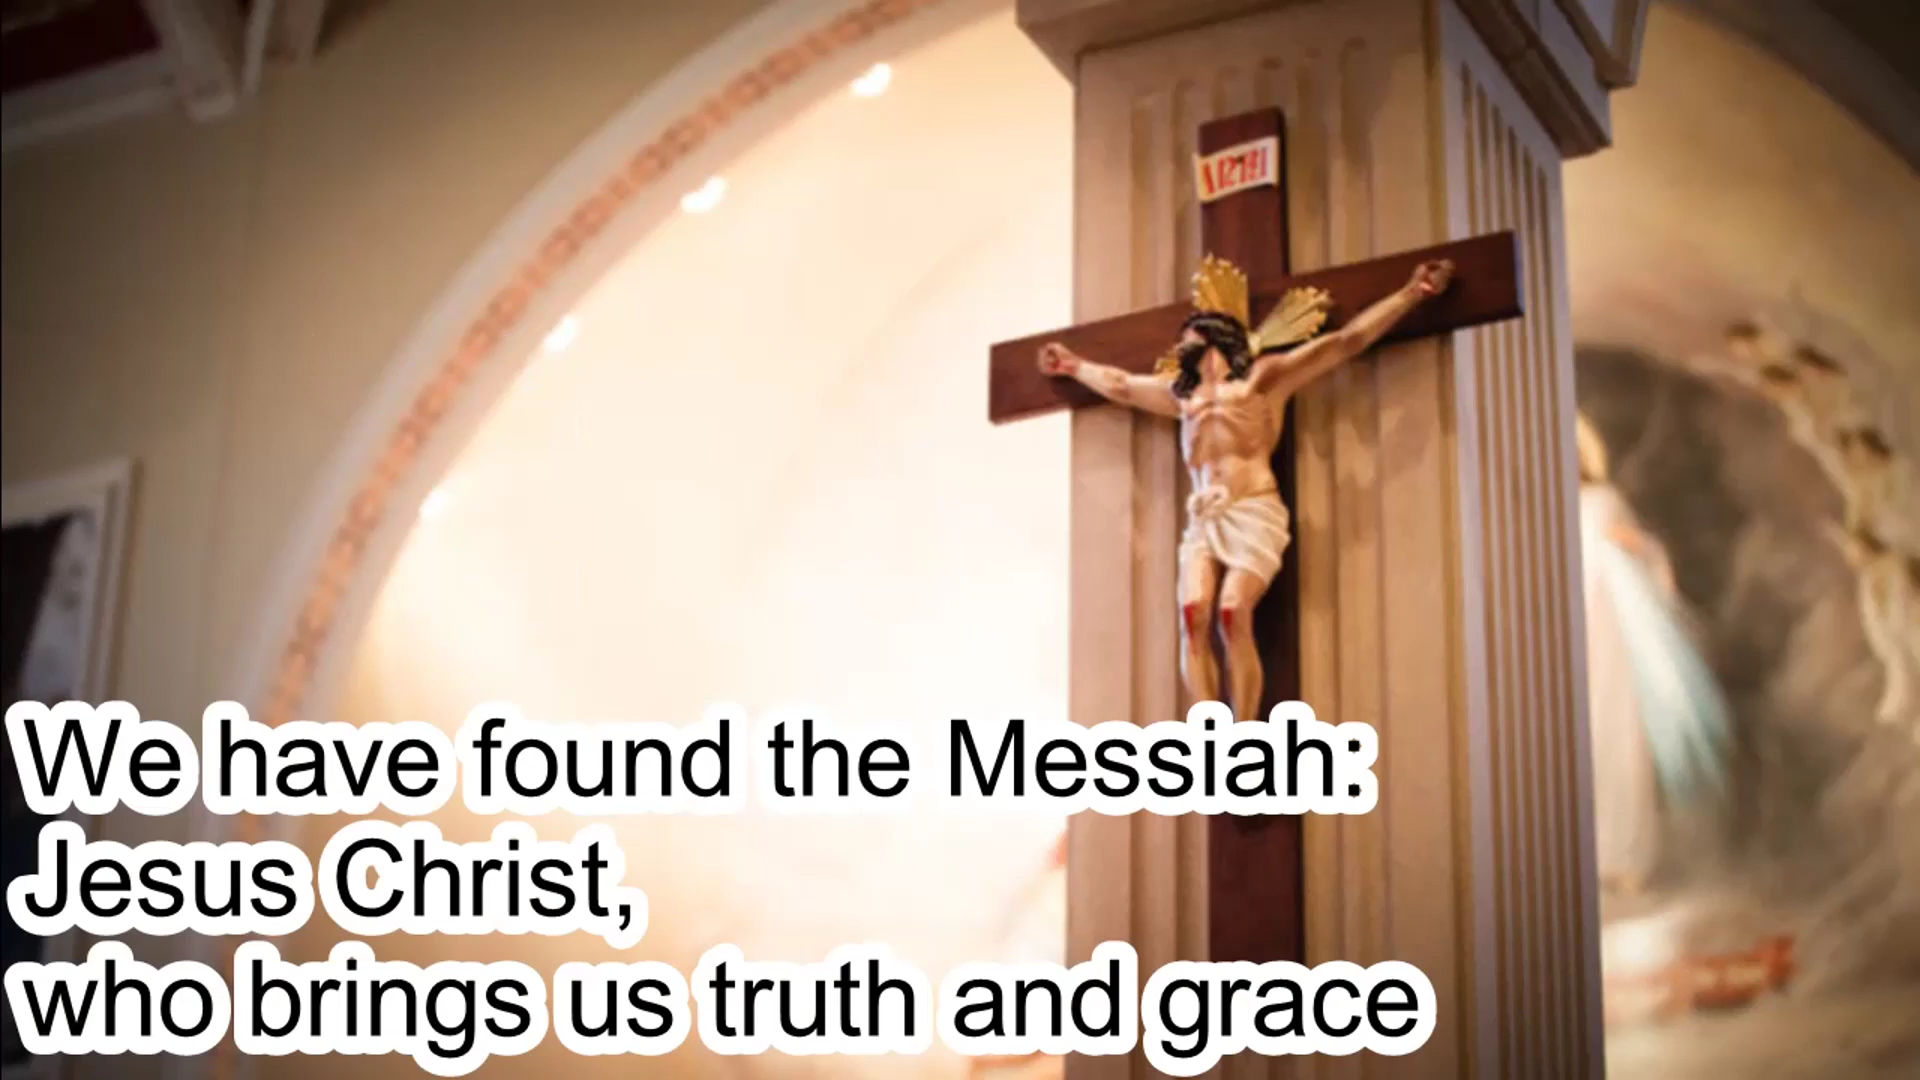 We have found the Messiah:
Jesus Christ,
who brings us truth and grace